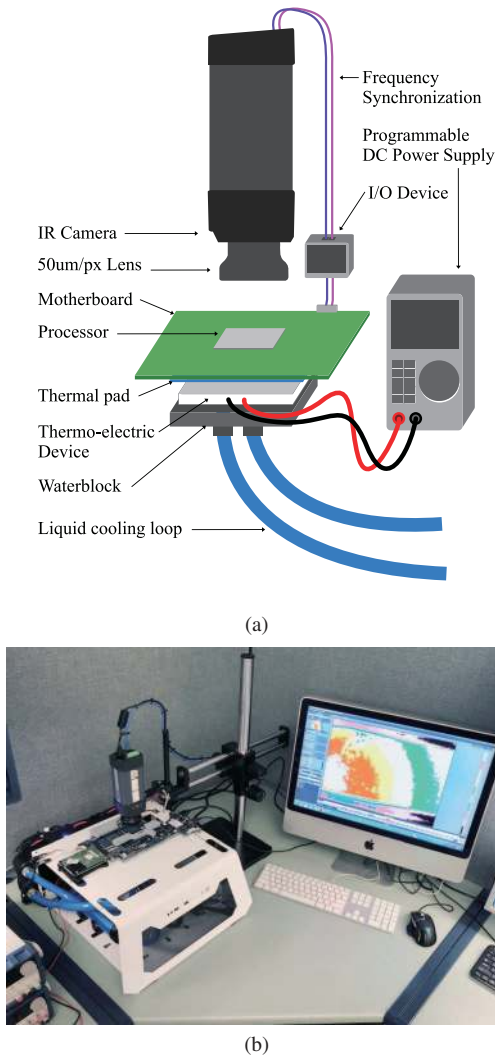 Frequency
Synchronization
Programmable
DC Power Supply
I/O Device
IR Camera
50um/px Lens
Motherboard
Processor
Thermal pad
Thermo-electric
Device
Waterblock
Liquid cooling loop
(a)
(b)